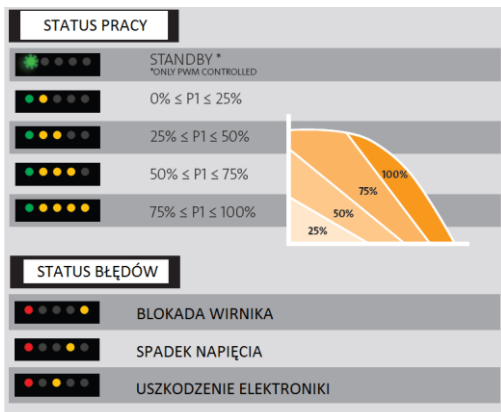 STATUS PRACY
STANDBY *
*ONLY PWM CONTROLLED
0% ≤ P1 ≤ 25%
25% ≤ P1 ≤ 50%
50% ≤ P1 ≤ 75%
75% ≤ P1 ≤ 100%
100%
75%
50%
25%
STATUS BŁĘDÓW
BLOKADA WIRNIKA
SPADEK NAPIĘCIA
USZKODZENIE ELEKTRONIKI